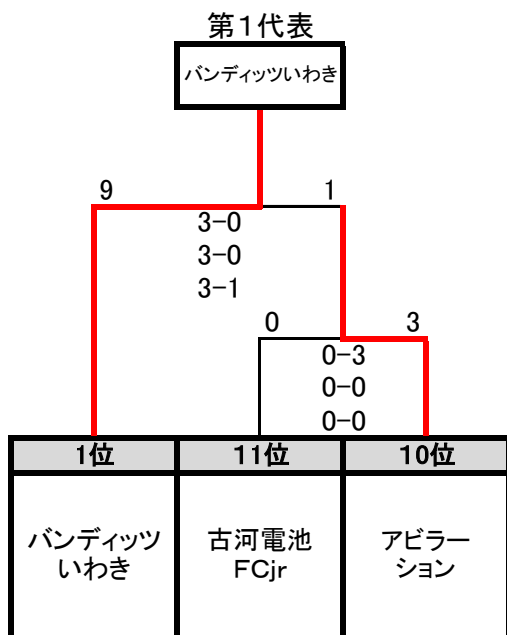 第1代表
バンディッツいわき
9 1
3-0
3-0
3-1
0 3
0-3
0-0
0-0
1位 11位 10位
バンディッツ
いわき
古河電池
FCjr
アビラー
ション